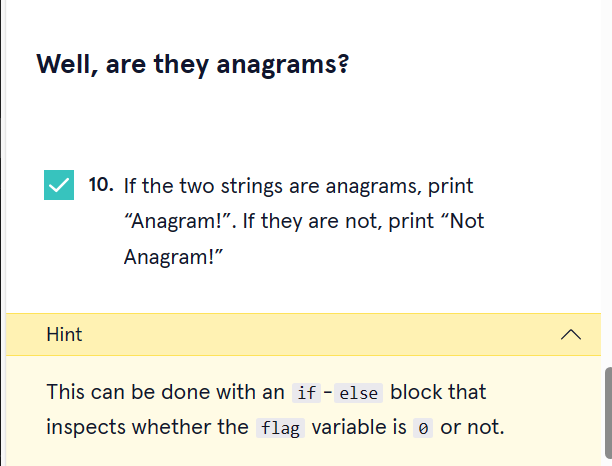 Well, are they anagrams?
10. If the two strings are anagrams, print
“Anagram!”. If they are not, print “Not
Anagram!”
Hint
This can be done with an if - else block that
inspects whether the flag variable is 0 or not.